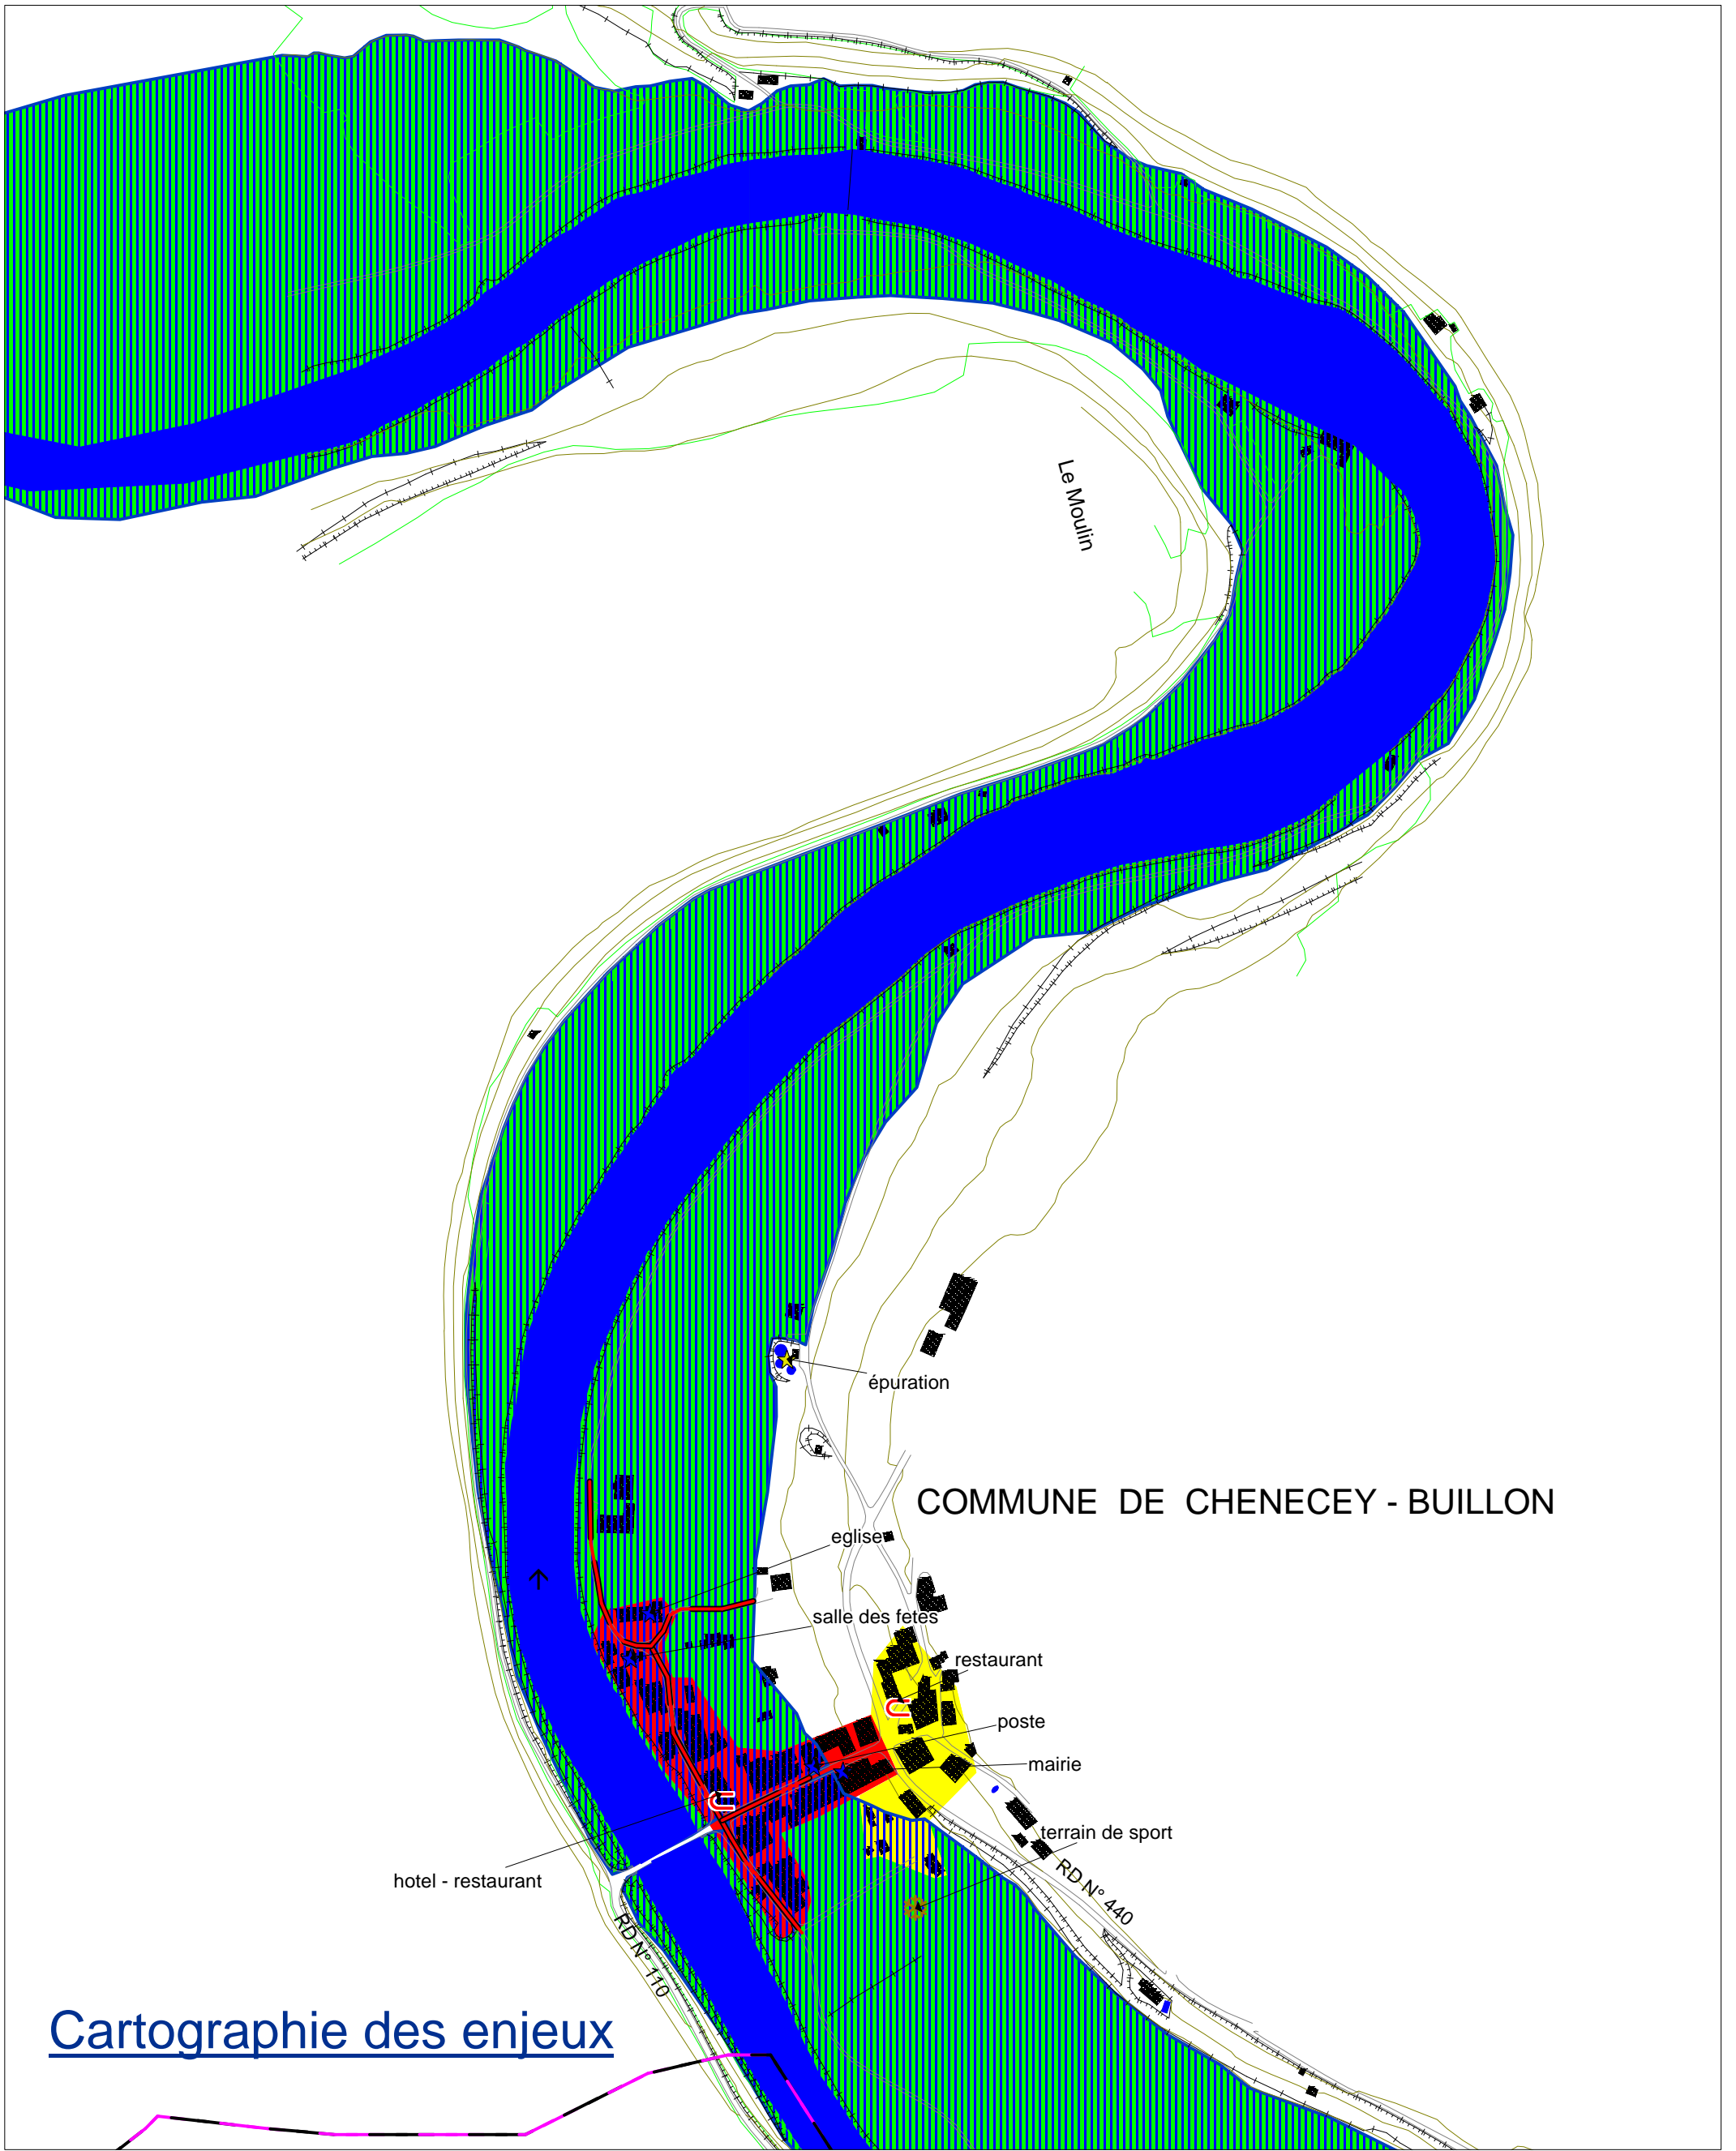 Le Moulin
épuration
COMMUNE DE CHENECEY - BUILLON
eglise
salle des fetes
restaurant
poste
mairie
terrain de sport
hotel - restaurant
RD N° 440
RD N° 110
Cartographie des enjeux